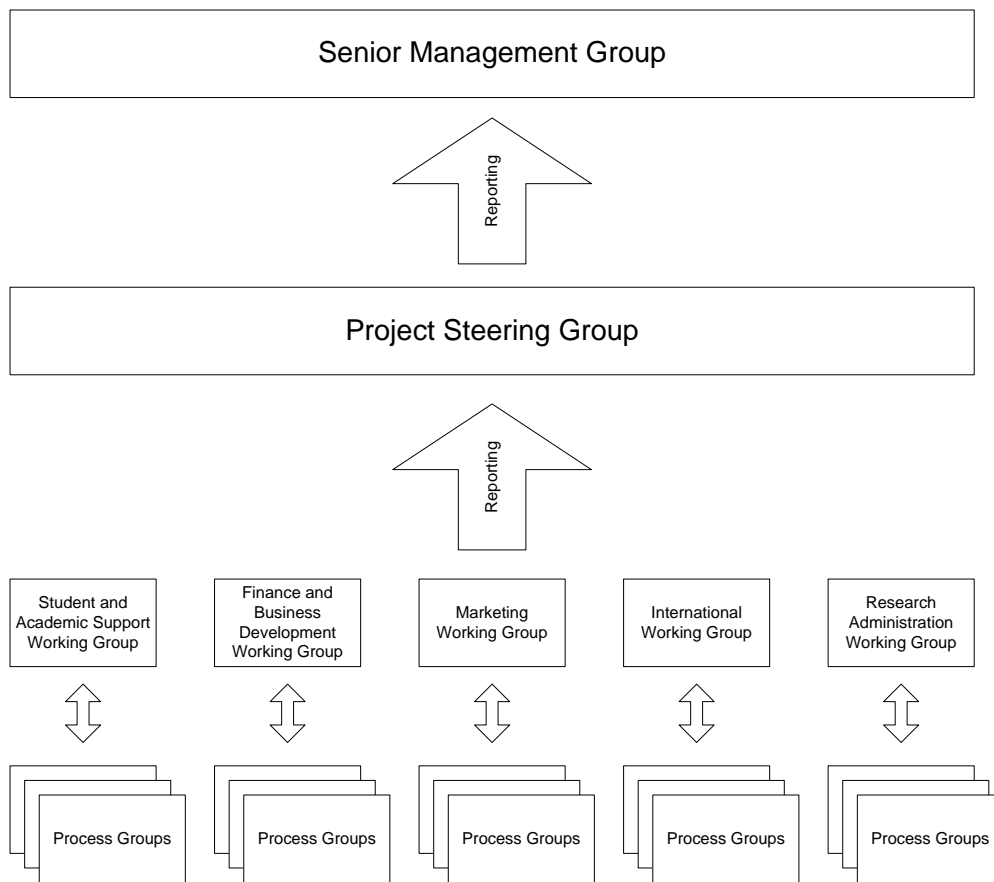 Senior Management Group
Reporting
Project Steering Group
Reporting
Student and
Academic Support
Working Group
Finance and
Business
Development
Working Group
Marketing
Working Group
International
Working Group
Research
Administration
Working Group
Process Groups
Process Groups
Process Groups
Process Groups
Process Groups